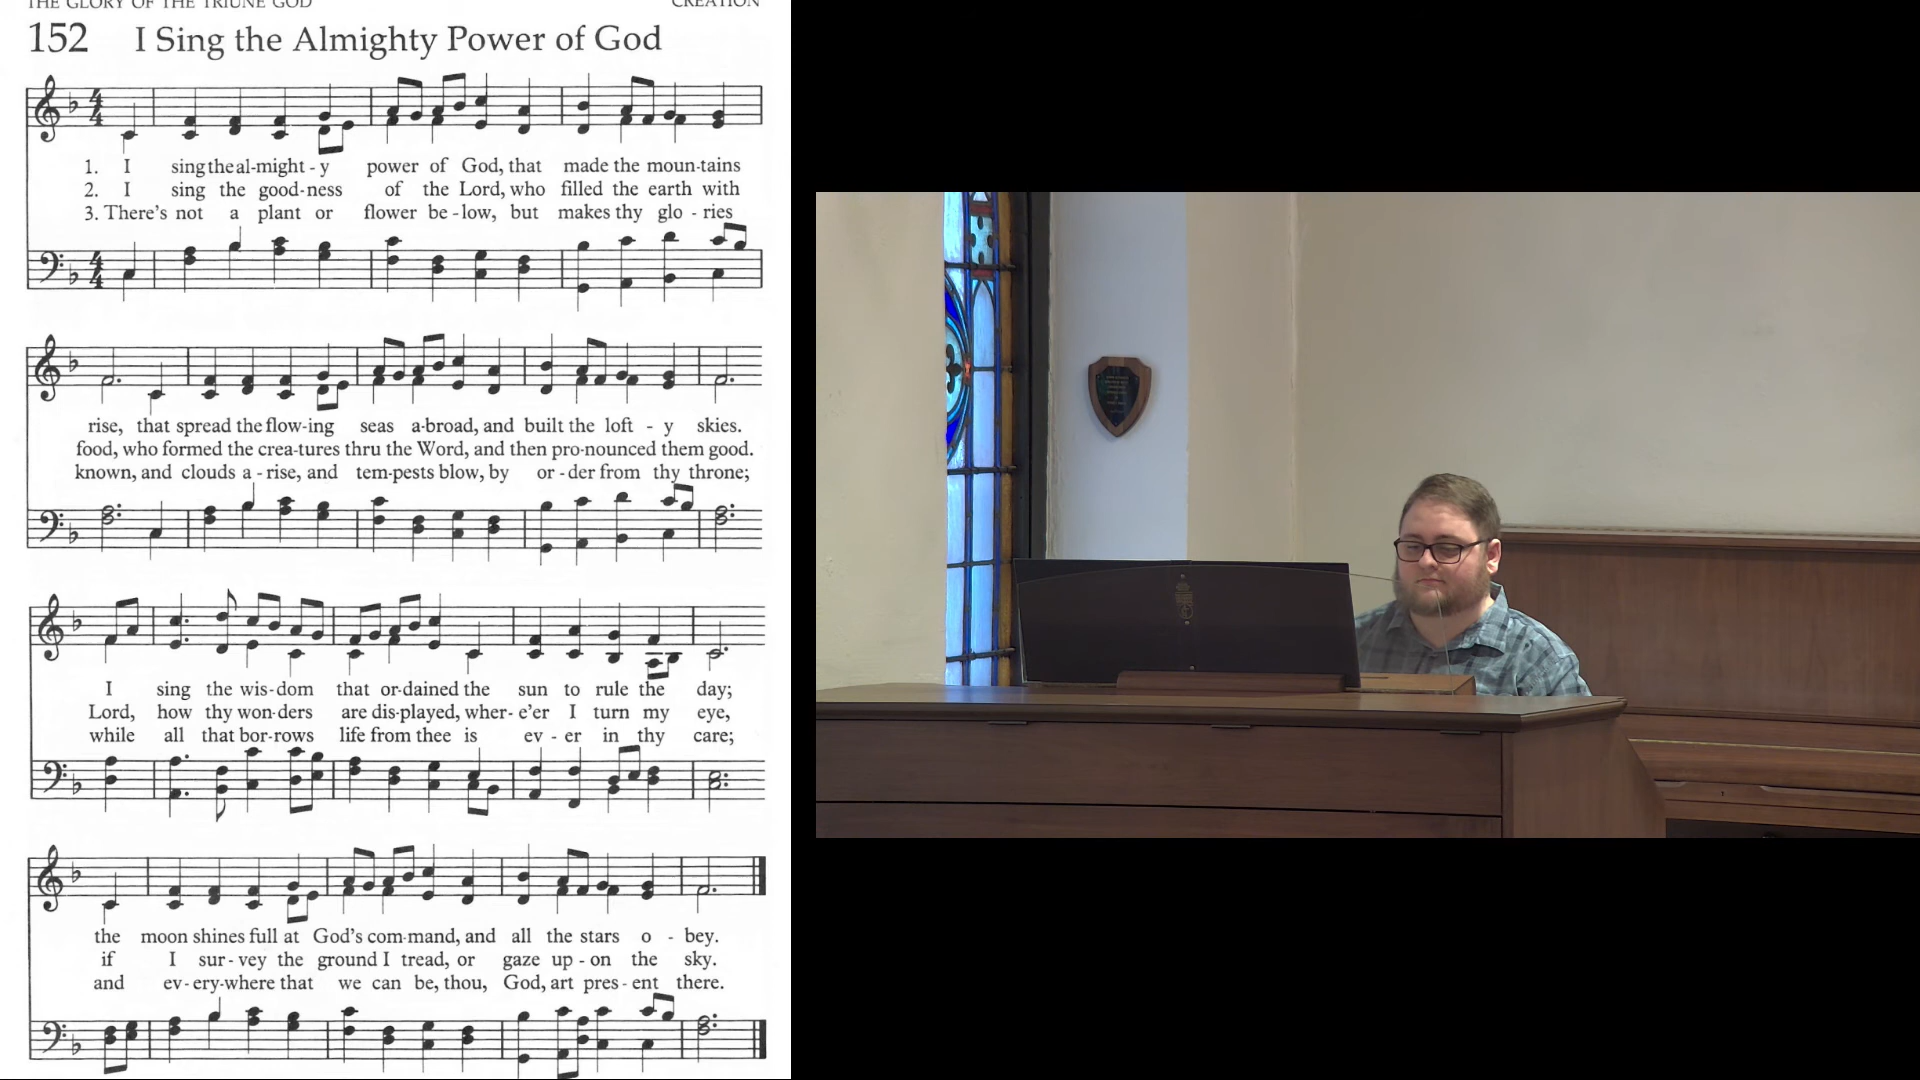 THE GLORY OF THE TRIUNE GOD CREATION
152 I Sing the Almighty Power of God
1. I sing the al-might-y power of God, that made the moun-tains
2. I sing the good-ness of the Lord, who filled the earth with
3. There's not a plant or flower be-low, but makes thy glo-ries
rise, that spread the flow-ing seas a-broad, and built the loft-y skies.
food, who formed the crea-tures thru the Word, and then pro-nounced them good.
known, and clouds a-rise, and tem-pests blow, by or-der from thy throne;
I sing the wis-dom that or-dained the sun to rule the day;
Lord, how thy won-ders are dis-played, wher-e'er I turn my eye,
while all that bor-rows life from thee is ev-er in thy care;
the moon shines full at God's com-mand, and all the stars o-bey.
if I sur-vey the ground I tread, or gaze up-on the sky.
and ev-ery-where that we can be, thou, God, art pres-ent there.